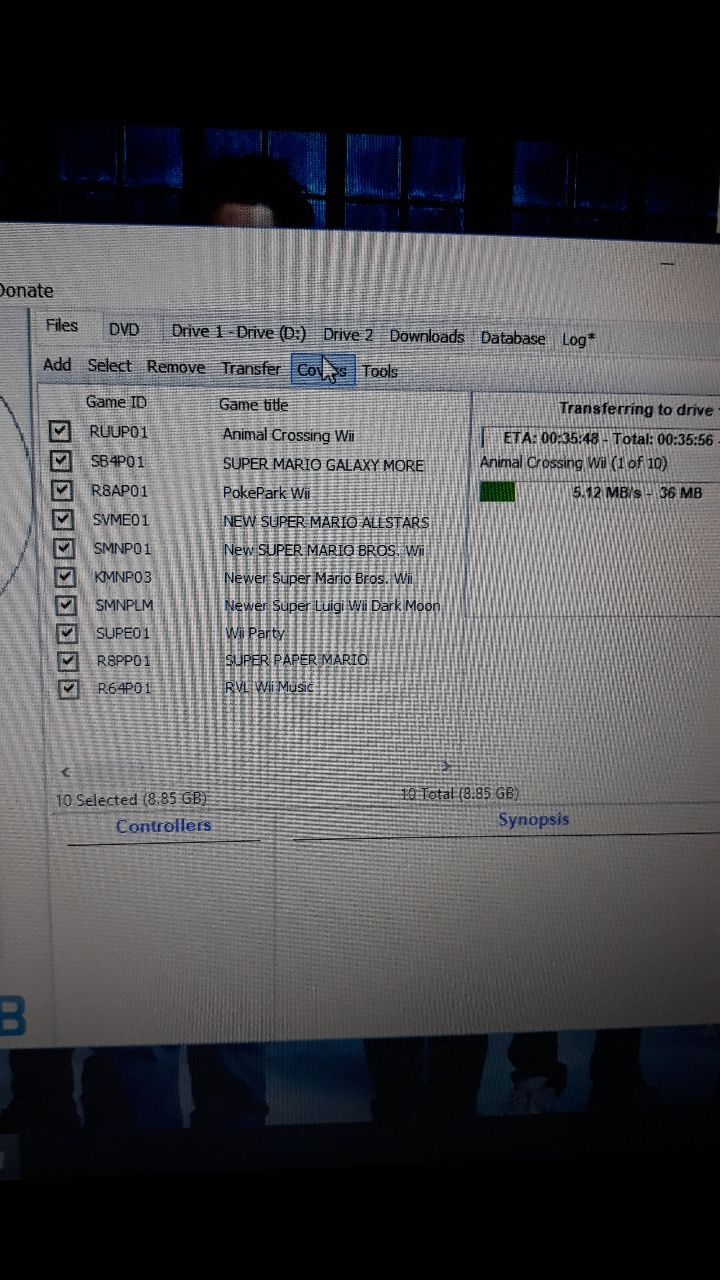 Donate
Files DVD Drive 1 - Drive (D:) Drive 2 Downloads Database Log*
Add Select Remove Transfer Covers Tools
Game ID Game title
RUUP01 Animal Crossing Wii
SB4P01 SUPER MARIO GALAXY MORE
R8AP01 PokePark Wii
SVME01 NEW SUPER MARIO ALLSTARS
SMNP01 New SUPER MARIO BROS. Wii
KMNP03 Newer Super Mario Bros. Wii
SMNPLM Newer Super Luigi Wii Dark Moon
SUPE01 Wii Party
R8PP01 SUPER PAPER MARIO
R64P01 RVL Wii Music
10 Selected (8.85 GB) 10 Total (8.85 GB)
Transferring to drive
ETA: 00:35:48 - Total: 00:35:56 -
Animal Crossing Wii (1 of 10)
5.12 MB/s - 36 MB
Controllers Synopsis
B